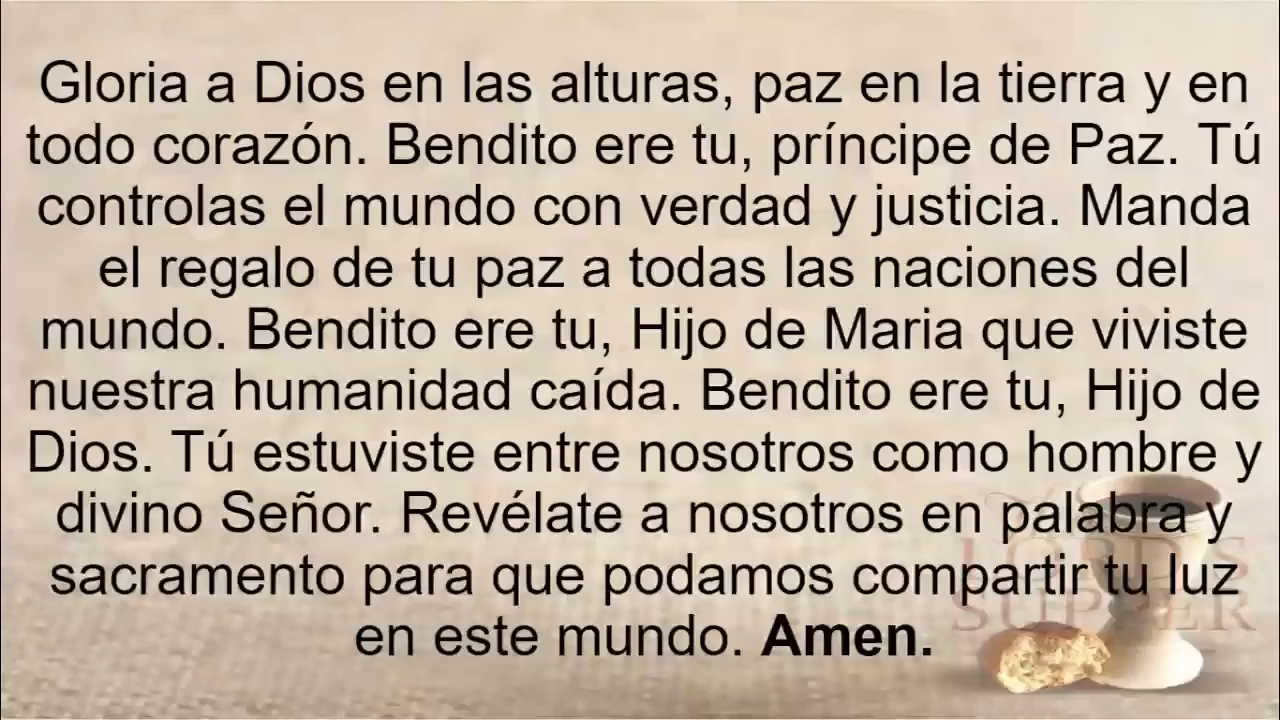 Gloria a Dios en las alturas, paz en la tierra y en
todo corazón. Bendito ere tu, príncipe de Paz. Tú
controlas el mundo con verdad y justicia. Manda
el regalo de tu paz a todas las naciones del
mundo. Bendito ere tu, Hijo de Maria que viviste
nuestra humanidad caída. Bendito ere tu, Hijo de
Dios. Tú estuviste entre nosotros como hombre y
divino Señor. Revélate a nosotros en palabra y
sacramento para que podamos compartir tu luz
en este mundo. Amen.
LORD'S
SUPPER